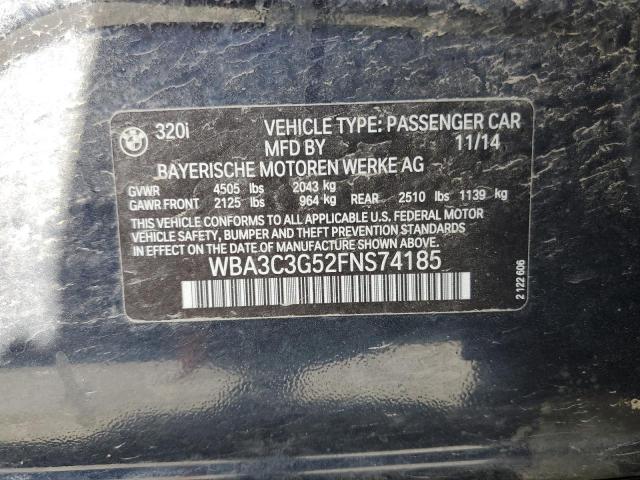 320i VEHICLE TYPE: PASSENGER CAR
MFD BY 11/14
BAYERISCHE MOTOREN WERKE AG
GVWR 4505 lbs 2043 kg
GAWR FRONT 2125 lbs 964 kg REAR 2510 lbs 1139 kg
THIS VEHICLE CONFORMS TO ALL APPLICABLE U.S. FEDERAL MOTOR
VEHICLE SAFETY, BUMPER AND THEFT PREVENTION STANDARDS
IN EFFECT ON THE DATE OF MANUFACTURE SHOWN ABOVE.
WBA3C3G52FNS74185
2 122 606